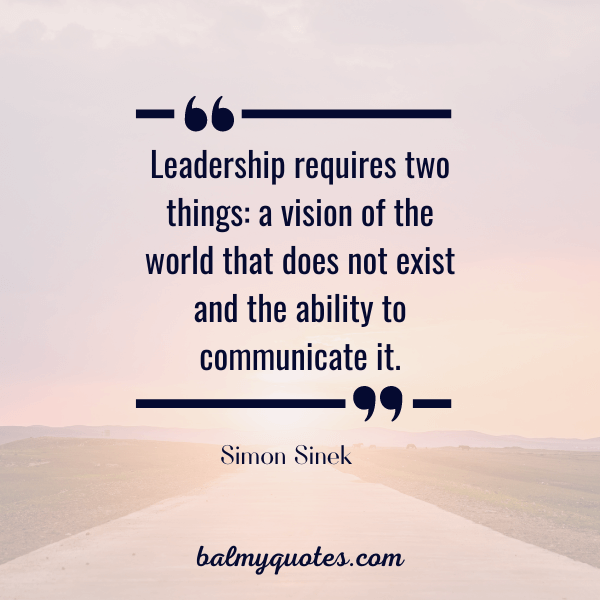 ❝
Leadership requires two
things: a vision of the
world that does not exist
and the ability to
communicate it.
❞
Simon Sinek
balmyquotes.com